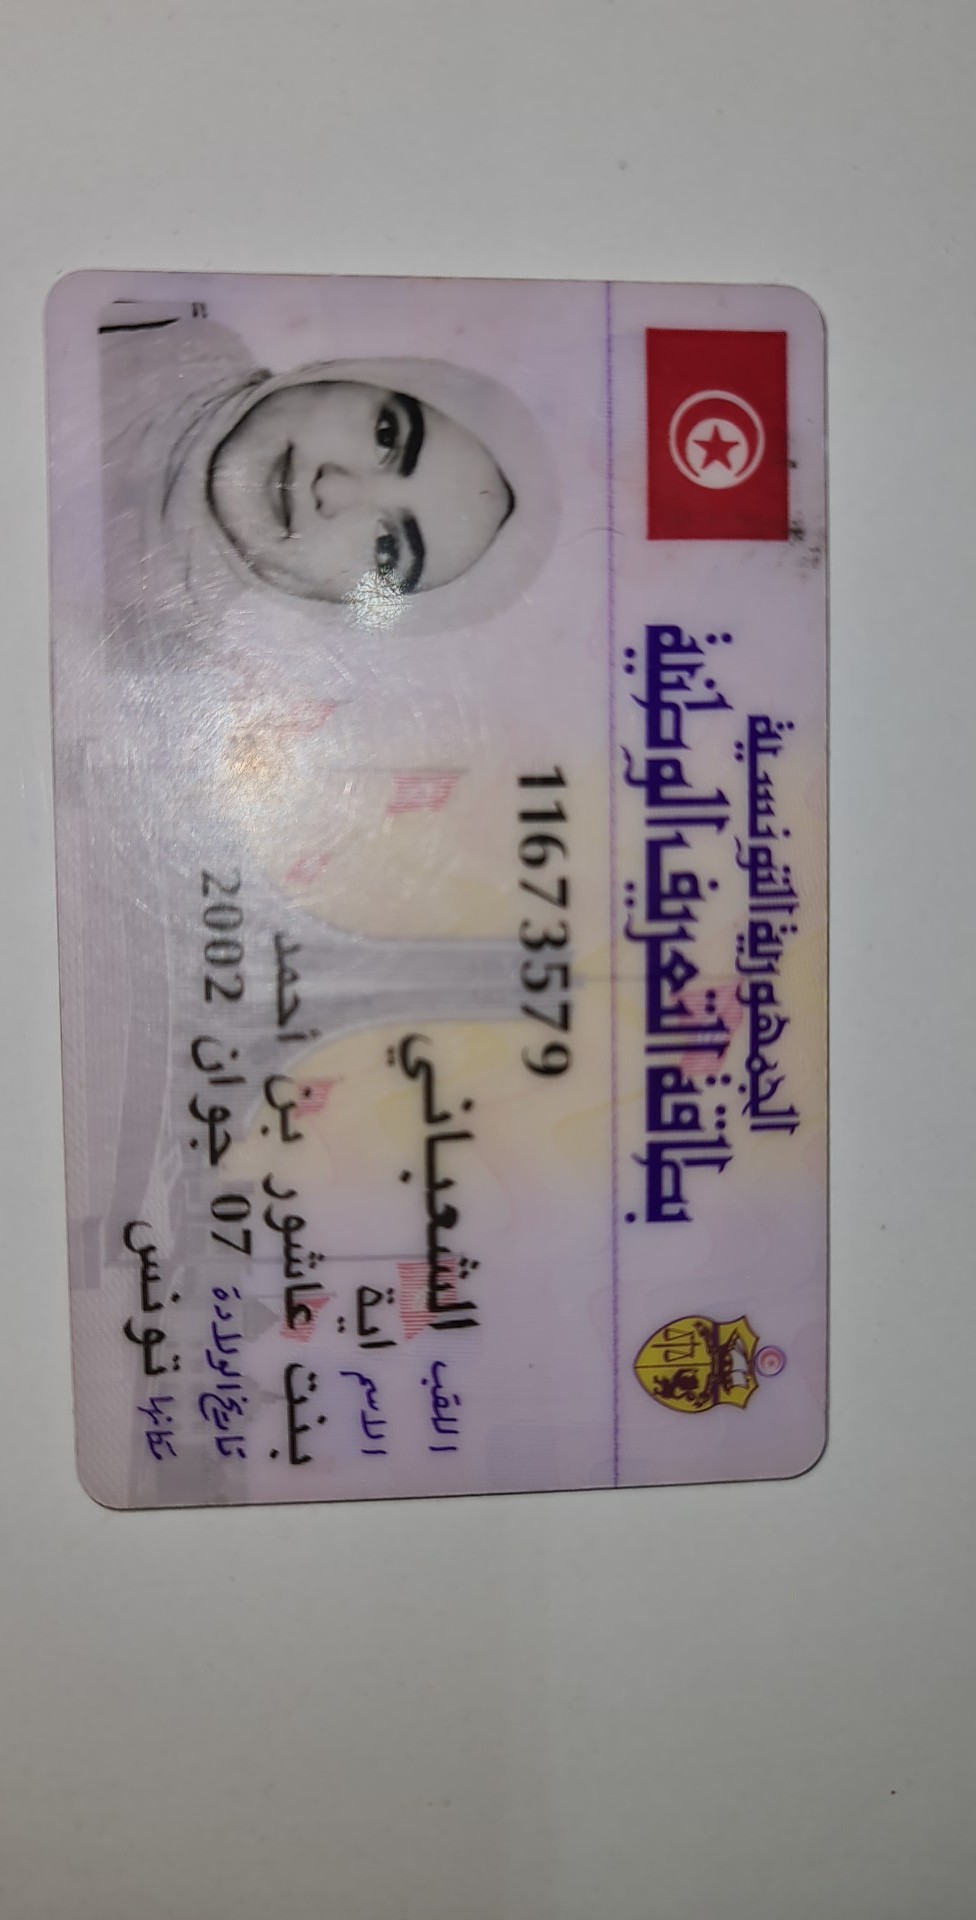 الجمهورية التونسية
بطاقة التعريف الوطنية
11673579
اللقب الشعباني
الاسم اية
بنت عاشور بن أحمد
تاريخ الولادة 07 جوان 2002
مكانها تونس